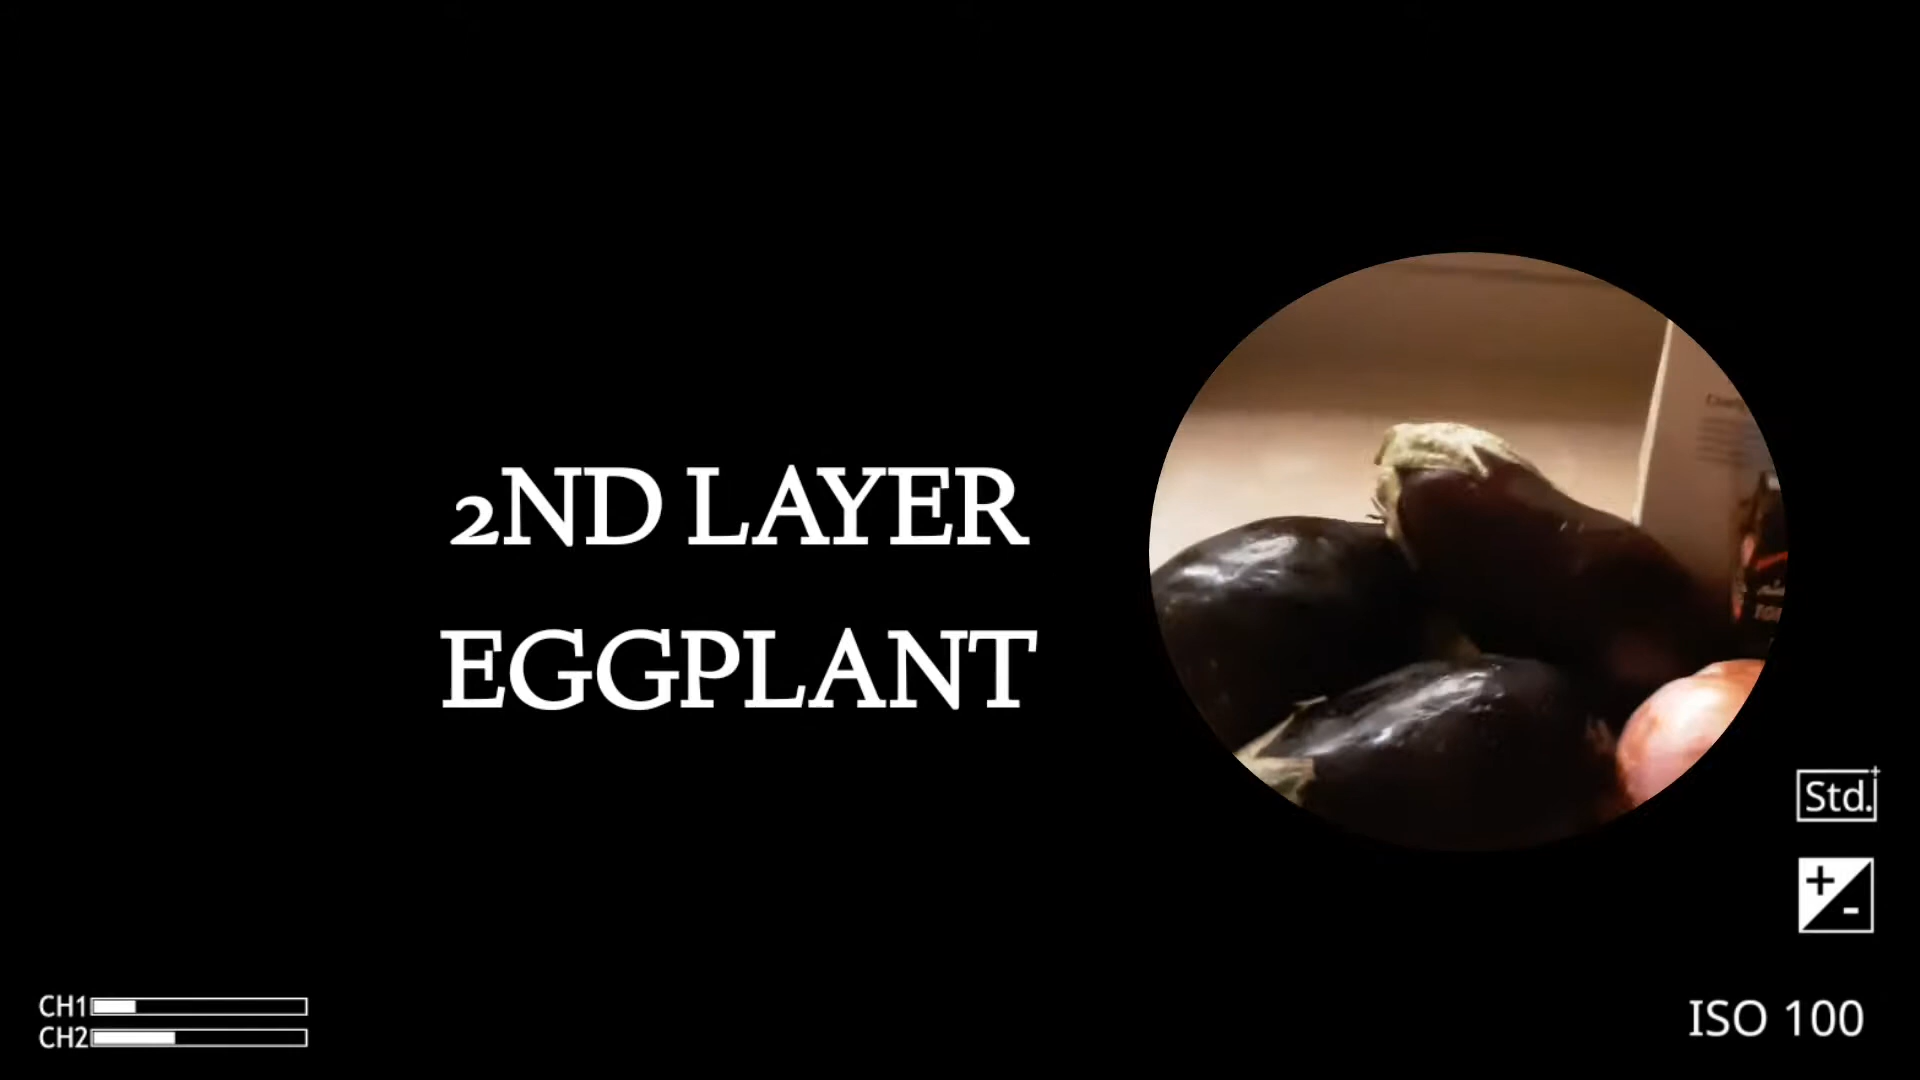 2ND LAYER
EGGPLANT
Std.+
+
-
CH1
CH2
ISO 100